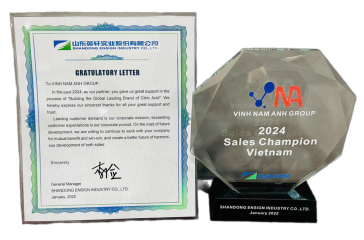 山东英轩实业股份有限公司
SHANDONG ENSIGN INDUSTRY CO., LTD.
GRATULATORY LETTER
To VINH NAM ANH GROUP,
In this past 2024, as our partner, you gave us great support in the
process of "Building the Global Leading Brand of Citric Acid". We
hereby express our sincerest thanks for all your great support and
trust.
Leading customer demand is our corporate mission; exceeding
customer expectations is our corporate pursuit. On the road of future
development, we are willing to continue to work with your company
for mutual benefit and win-win, and create a better future of harmonious
development of both sales.
Sincerely
General Manager
SHANDONG ENSIGN INDUSTRY CO., LTD.
January, 2025
NA
VINH NAM ANH GROUP
2024
Sales Champion
Vietnam
SHANDONG ENSIGN INDUSTRY CO., LTD.
January, 2025